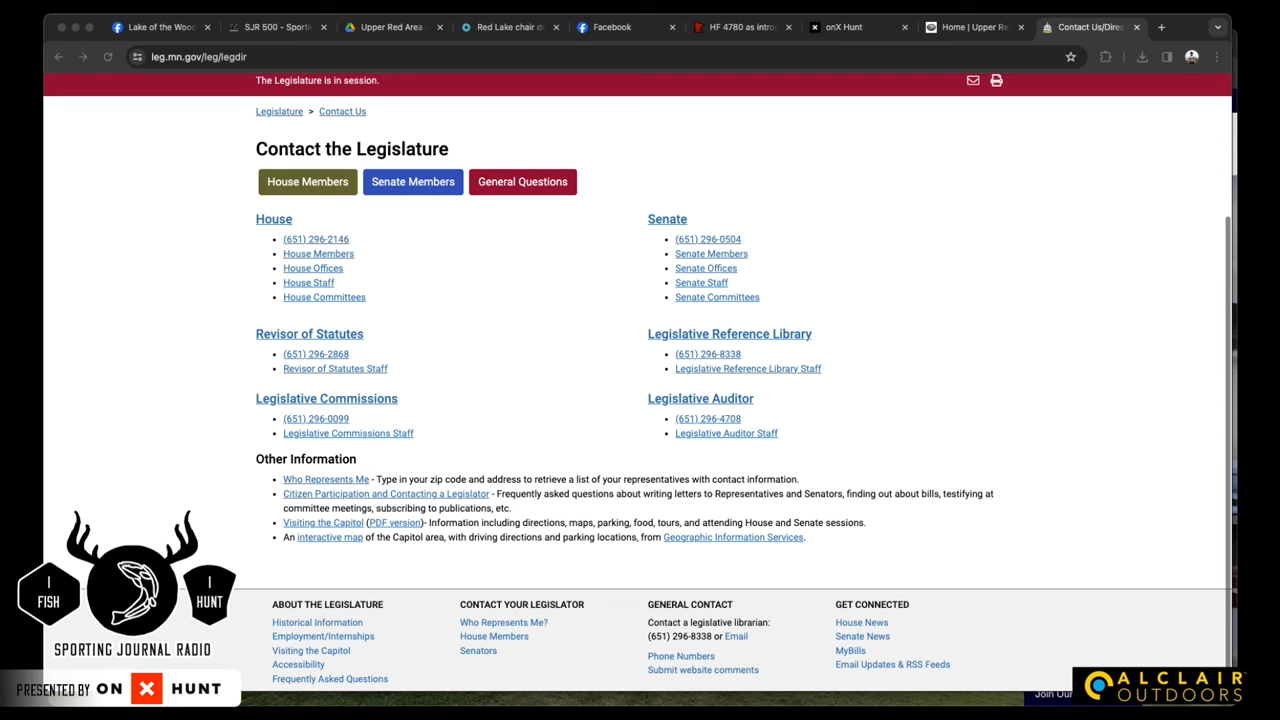 Lake of the Wood
SJR 500 - Sporti
Upper Red Area -
Red Lake chair d
Facebook
HF 4780 as introd
onX Hunt
Home | Upper Re
Contact Us/Direc
leg.mn.gov/leg/legdir
The Legislature is in session.
Legislature > Contact Us
Contact the Legislature
House Members
Senate Members
General Questions
House
• (651) 296-2146
• House Members
• House Offices
• House Staff
• House Committees
Senate
• (651) 296-0504
• Senate Members
• Senate Offices
• Senate Staff
• Senate Committees
Revisor of Statutes
• (651) 296-2868
• Revisor of Statutes Staff
Legislative Reference Library
• (651) 296-8338
• Legislative Reference Library Staff
Legislative Commissions
• (651) 296-0099
• Legislative Commissions Staff
Legislative Auditor
• (651) 296-4708
• Legislative Auditor Staff
Other Information
• Who Represents Me - Type in your zip code and address to retrieve a list of your representatives with contact information.
• Citizen Participation and Contacting a Legislator - Frequently asked questions about writing letters to Representatives and Senators, finding out about bills, testifying at
committee meetings, subscribing to publications, etc.
• Visiting the Capitol (PDF version)- Information including directions, maps, parking, food, tours, and attending House and Senate sessions.
• An interactive map of the Capitol area, with driving directions and parking locations, from Geographic Information Services.
ABOUT THE LEGISLATURE
Historical Information
Employment/Internships
Visiting the Capitol
Accessibility
Frequently Asked Questions
CONTACT YOUR LEGISLATOR
Who Represents Me?
House Members
Senators
GENERAL CONTACT
Contact a legislative librarian:
(651) 296-8338 or Email
Phone Numbers
Submit website comments
GET CONNECTED
House News
Senate News
MyBills
Email Updates & RSS Feeds
I FISH
I HUNT
SPORTING JOURNAL RADIO
PRESENTED BY ON X HUNT
Join Our
ALCLAIR
OUTDOORS